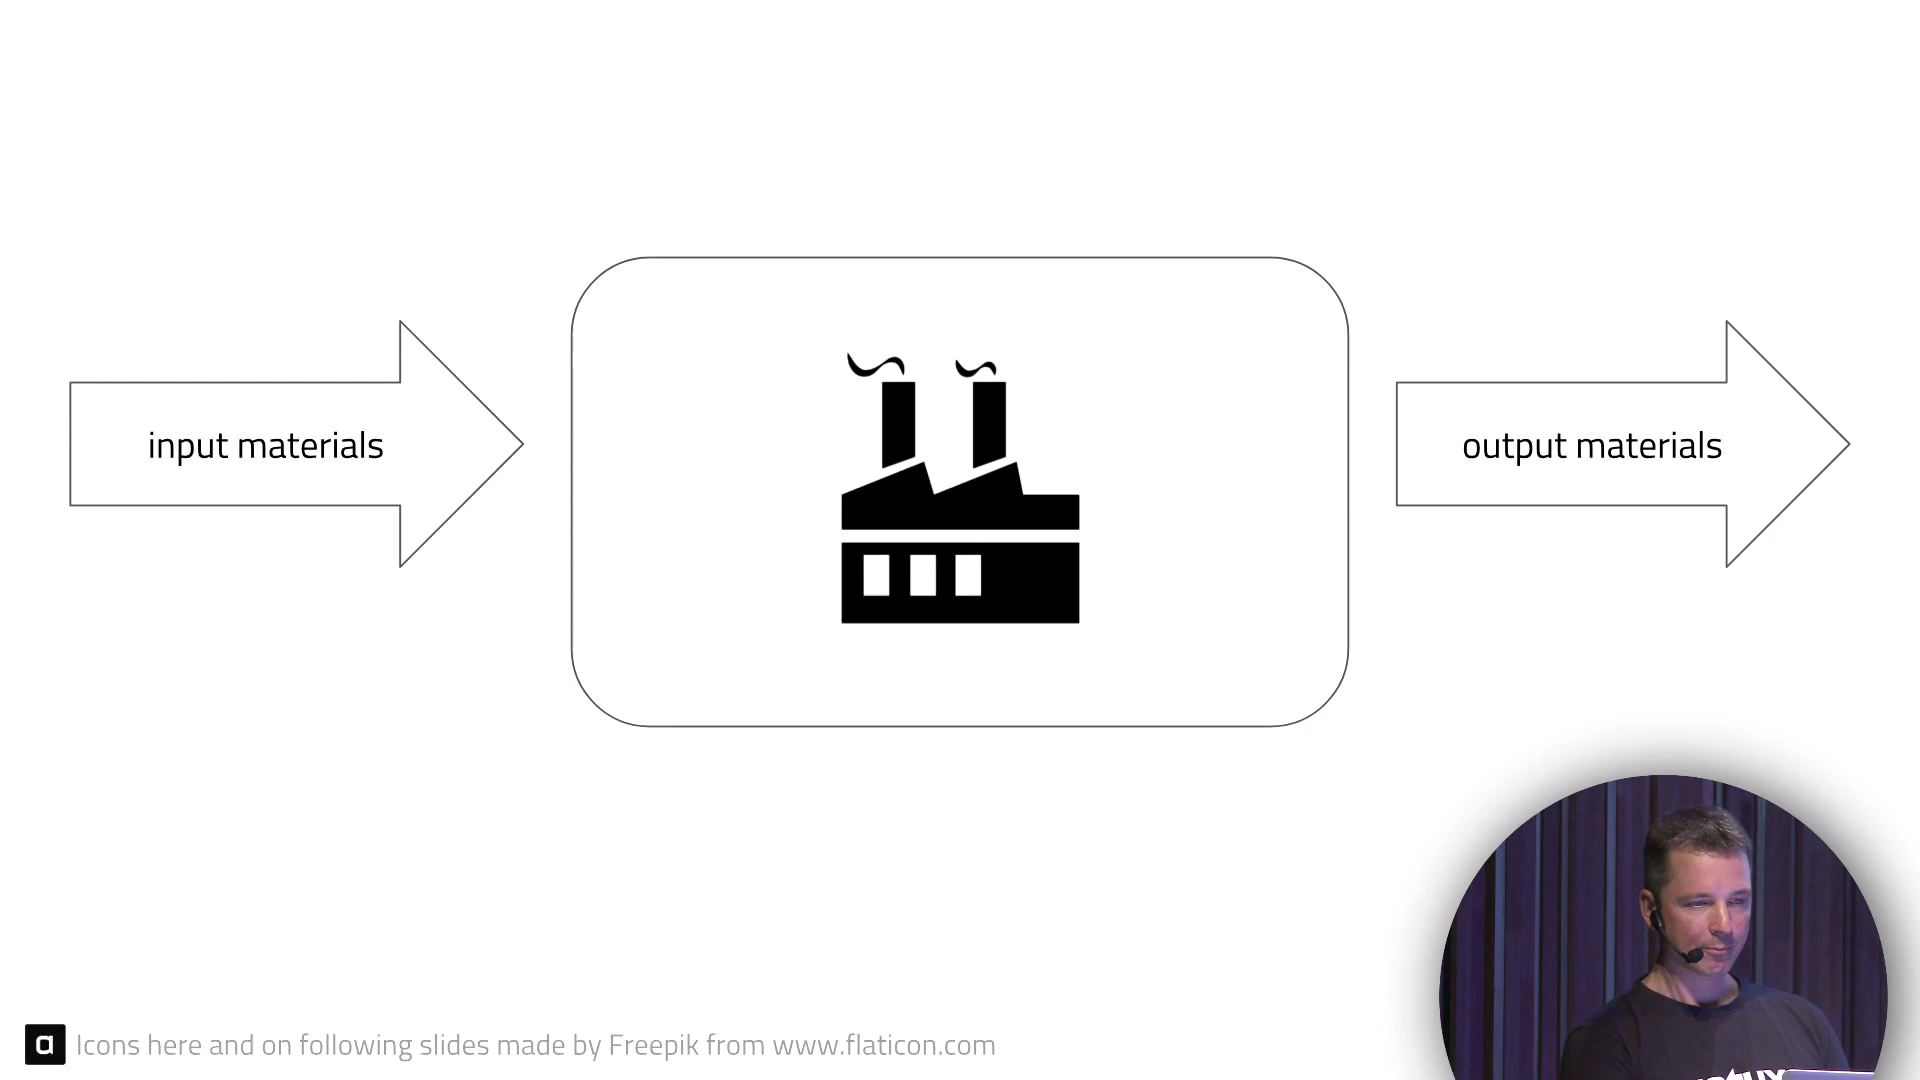 input materials
output materials
a Icons here and on following slides made by Freepik from www.flaticon.com